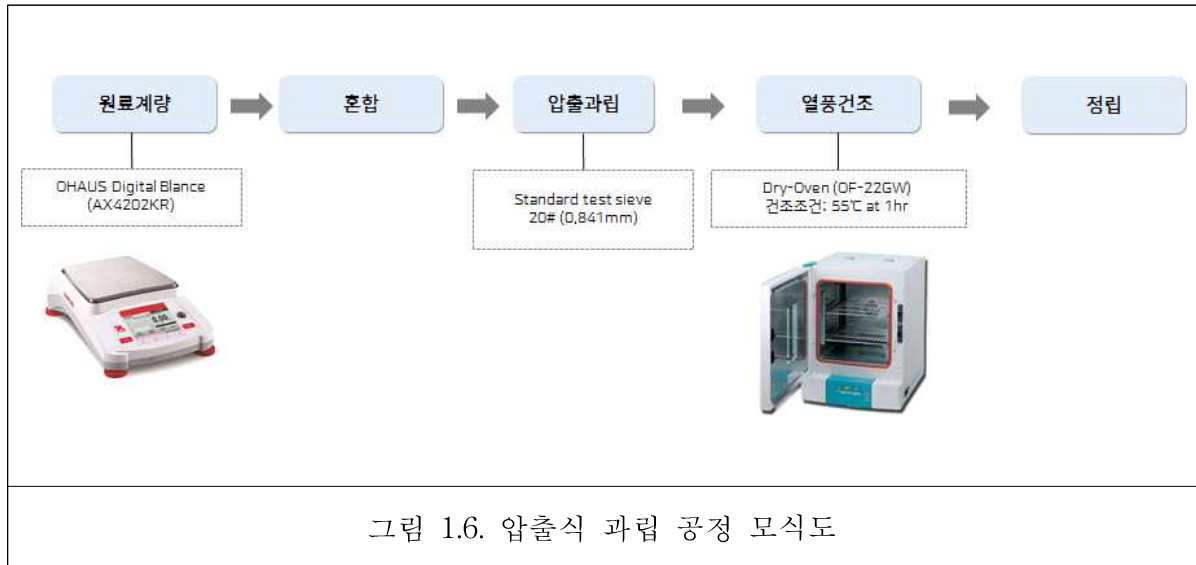 원료계량
혼합
압출과립
열풍건조
정립
OHAUS Digital Blance
(AX4202KR)
Standard test sieve
20# (0,841mm)
Dry-Oven (OF-22GW)
건조조건: 55℃ at 1hr
0.00
그림 1.6. 압출식 과립 공정 모식도